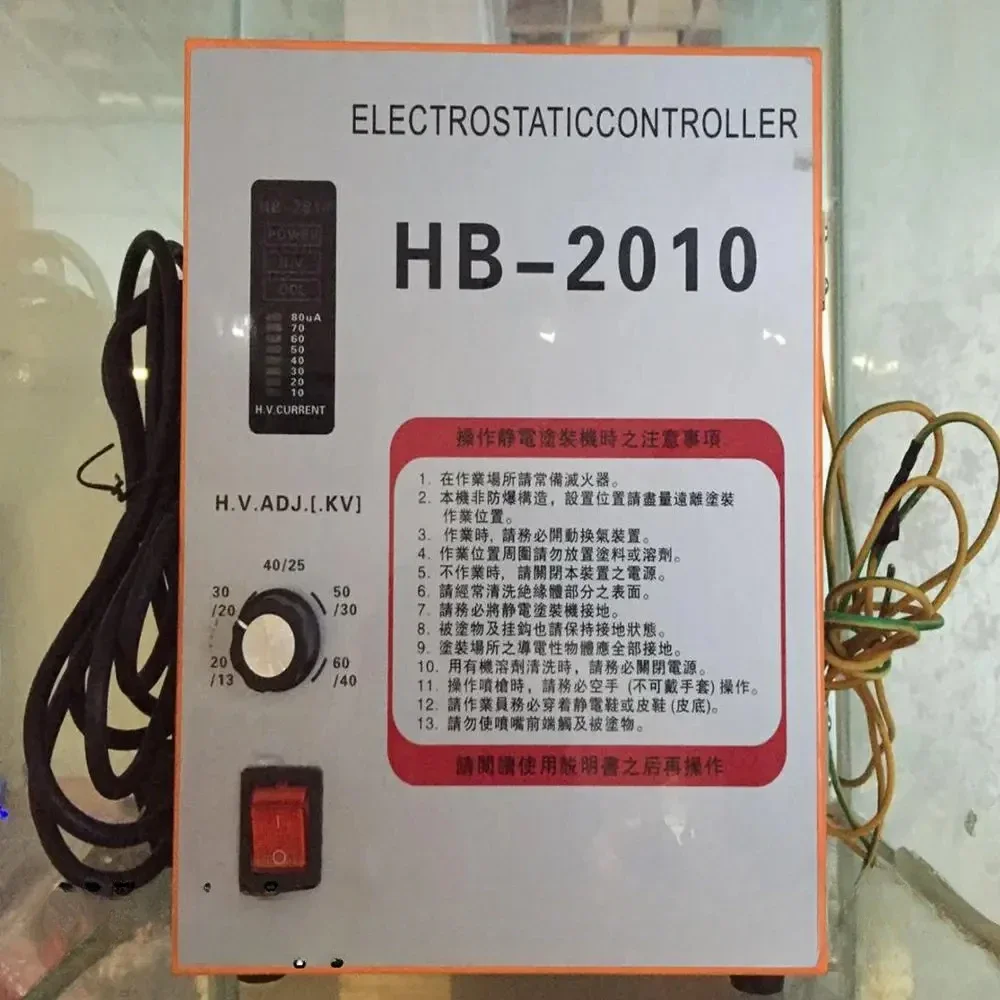 ELECTROSTATICCONTROLLER
HB-2010
HB-2010
POWER
H.V
OCL
80uA
70
60
50
40
30
20
10
H.V.CURRENT
H.V.ADJ.[.KV]
40/25
30
/20
50
/30
20
/13
60
/40
操作静電塗裝機時之注意事項
1. 在作業場所請常備滅火器。
2. 本機非防爆構造，設置位置請盡量遠離塗裝
作業位置。
3. 作業時, 請務必開動換氣裝置。
4. 作業位置周圍請勿放置塗料或溶劑。
5. 不作業時, 請關閉本裝置之電源。
6. 請經常清洗絶緣體部分之表面。
7. 請務必將静電塗裝機接地。
8. 被塗物及挂鈎也請保持接地狀態。
9. 塗裝場所之導電性物體應全部接地。
10. 用有機溶劑清洗時, 請務必關閉電源。
11. 操作噴槍時, 請務必空手 (不可戴手套) 操作。
12. 請作業員務必穿着静電鞋或皮鞋 (皮底)。
13. 請勿使噴嘴前端觸及被塗物。
請閲讀使用說明書之后再操作